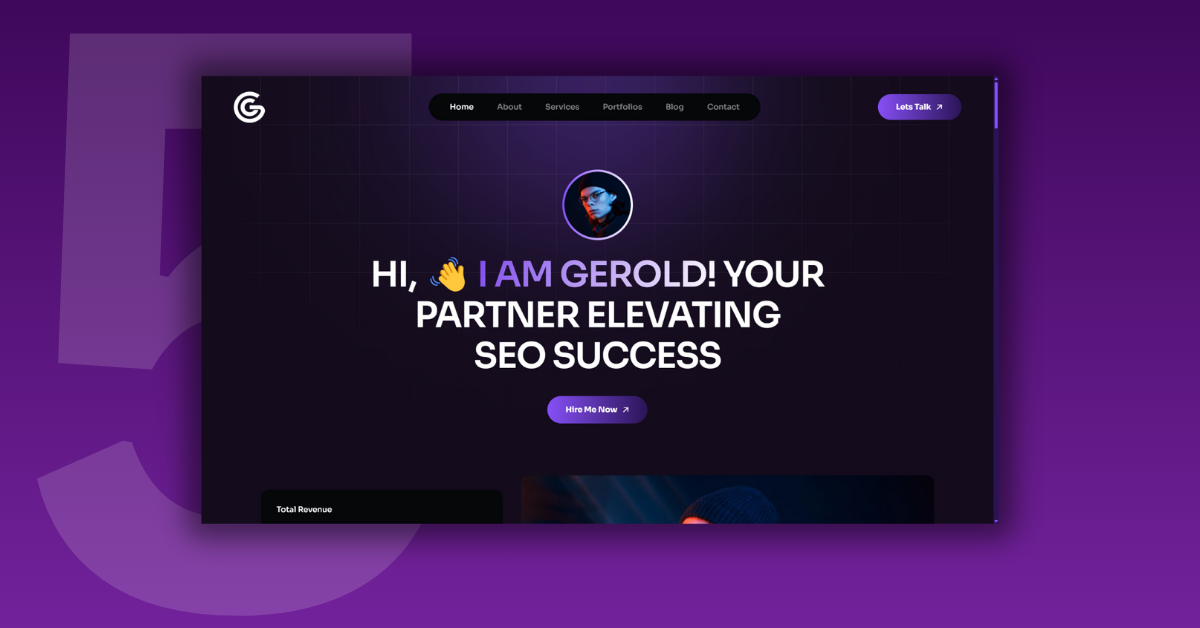 5
G
Home About Services Portfolios Blog Contact
Lets Talk
HI, 👋 I AM GEROLD! YOUR
PARTNER ELEVATING
SEO SUCCESS
Hire Me Now
Total Revenue